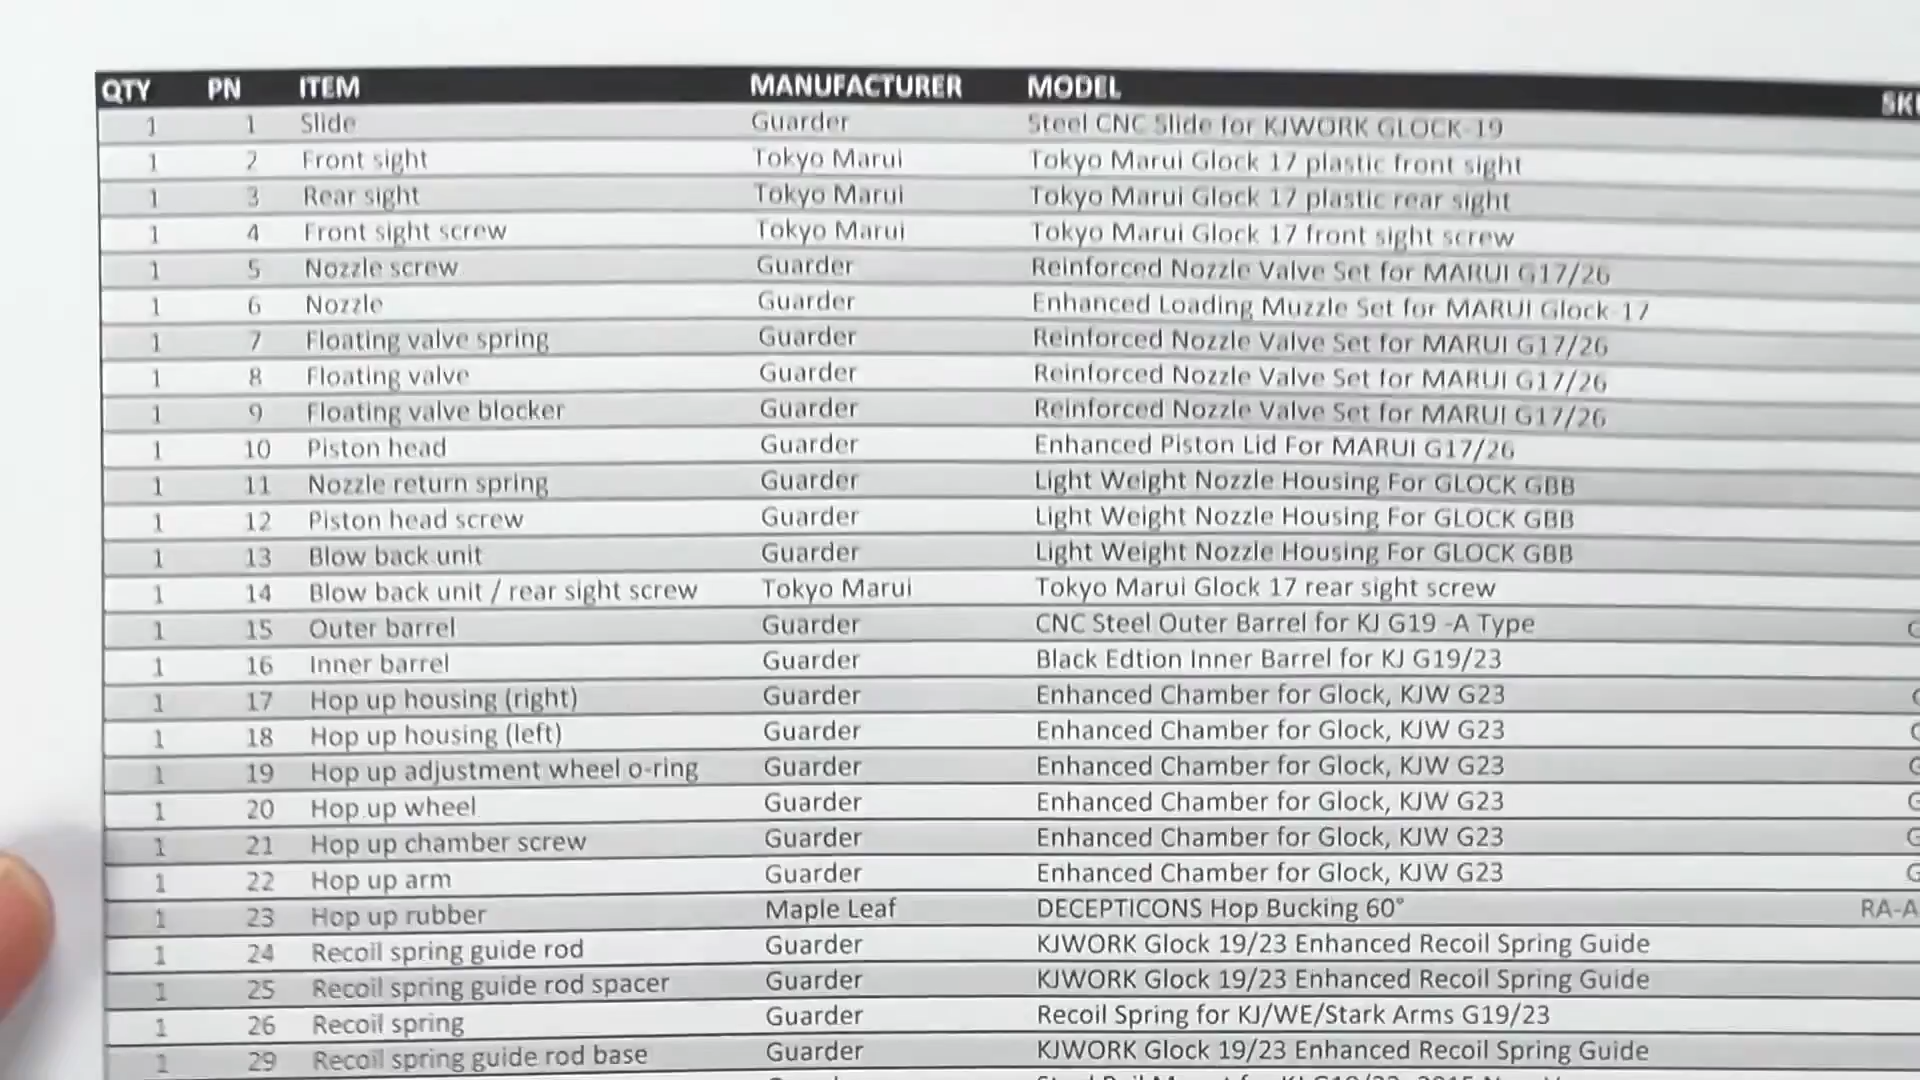 QTY PN ITEM MANUFACTURER MODEL
1 1 Slide Guarder Steel CNC Slide for KJWORK GLOCK-19
1 2 Front sight Tokyo Marui Tokyo Marui Glock 17 plastic front sight
1 3 Rear sight Tokyo Marui Tokyo Marui Glock 17 plastic rear sight
1 4 Front sight screw Tokyo Marui Tokyo Marui Glock 17 front sight screw
1 5 Nozzle screw Guarder Reinforced Nozzle Valve Set for MARUI G17/26
1 6 Nozzle Guarder Enhanced Loading Muzzle Set for MARUI Glock-17
1 7 Floating valve spring Guarder Reinforced Nozzle Valve Set for MARUI G17/26
1 8 Floating valve Guarder Reinforced Nozzle Valve Set for MARUI G17/26
1 9 Floating valve blocker Guarder Reinforced Nozzle Valve Set for MARUI G17/26
1 10 Piston head Guarder Enhanced Piston Lid For MARUI G17/26
1 11 Nozzle return spring Guarder Light Weight Nozzle Housing For GLOCK GBB
1 12 Piston head screw Guarder Light Weight Nozzle Housing For GLOCK GBB
1 13 Blow back unit Guarder Light Weight Nozzle Housing For GLOCK GBB
1 14 Blow back unit / rear sight screw Tokyo Marui Tokyo Marui Glock 17 rear sight screw
1 15 Outer barrel Guarder CNC Steel Outer Barrel for KJ G19 -A Type
1 16 Inner barrel Guarder Black Edtion Inner Barrel for KJ G19/23
1 17 Hop up housing (right) Guarder Enhanced Chamber for Glock, KJW G23
1 18 Hop up housing (left) Guarder Enhanced Chamber for Glock, KJW G23
1 19 Hop up adjustment wheel o-ring Guarder Enhanced Chamber for Glock, KJW G23
1 20 Hop up wheel Guarder Enhanced Chamber for Glock, KJW G23
1 21 Hop up chamber screw Guarder Enhanced Chamber for Glock, KJW G23
1 22 Hop up arm Guarder Enhanced Chamber for Glock, KJW G23
1 23 Hop up rubber Maple Leaf DECEPTICONS Hop Bucking 60° RA-A
1 24 Recoil spring guide rod Guarder KJWORK Glock 19/23 Enhanced Recoil Spring Guide
1 25 Recoil spring guide rod spacer Guarder KJWORK Glock 19/23 Enhanced Recoil Spring Guide
1 26 Recoil spring Guarder Recoil Spring for KJ/WE/Stark Arms G19/23
1 29 Recoil spring guide rod base Guarder KJWORK Glock 19/23 Enhanced Recoil Spring Guide